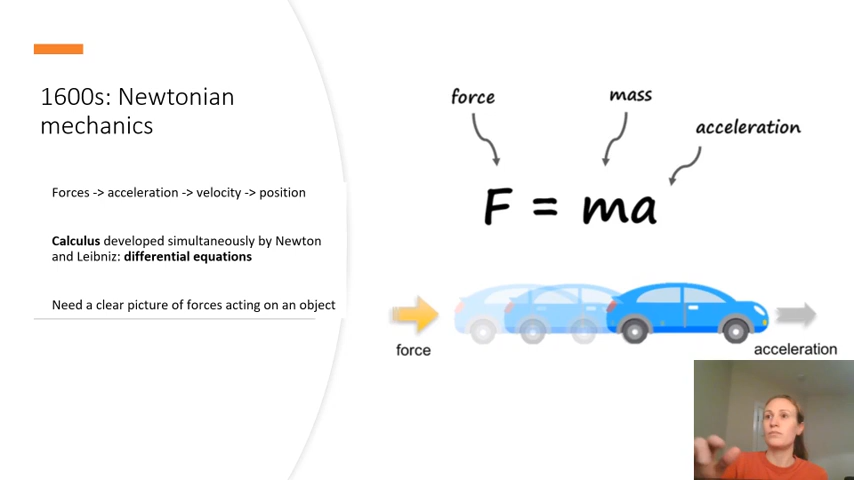 1600s: Newtonian
mechanics
Forces -> acceleration -> velocity -> position
Calculus developed simultaneously by Newton
and Leibniz: differential equations
Need a clear picture of forces acting on an object
force
mass
acceleration
F = ma
force
acceleration